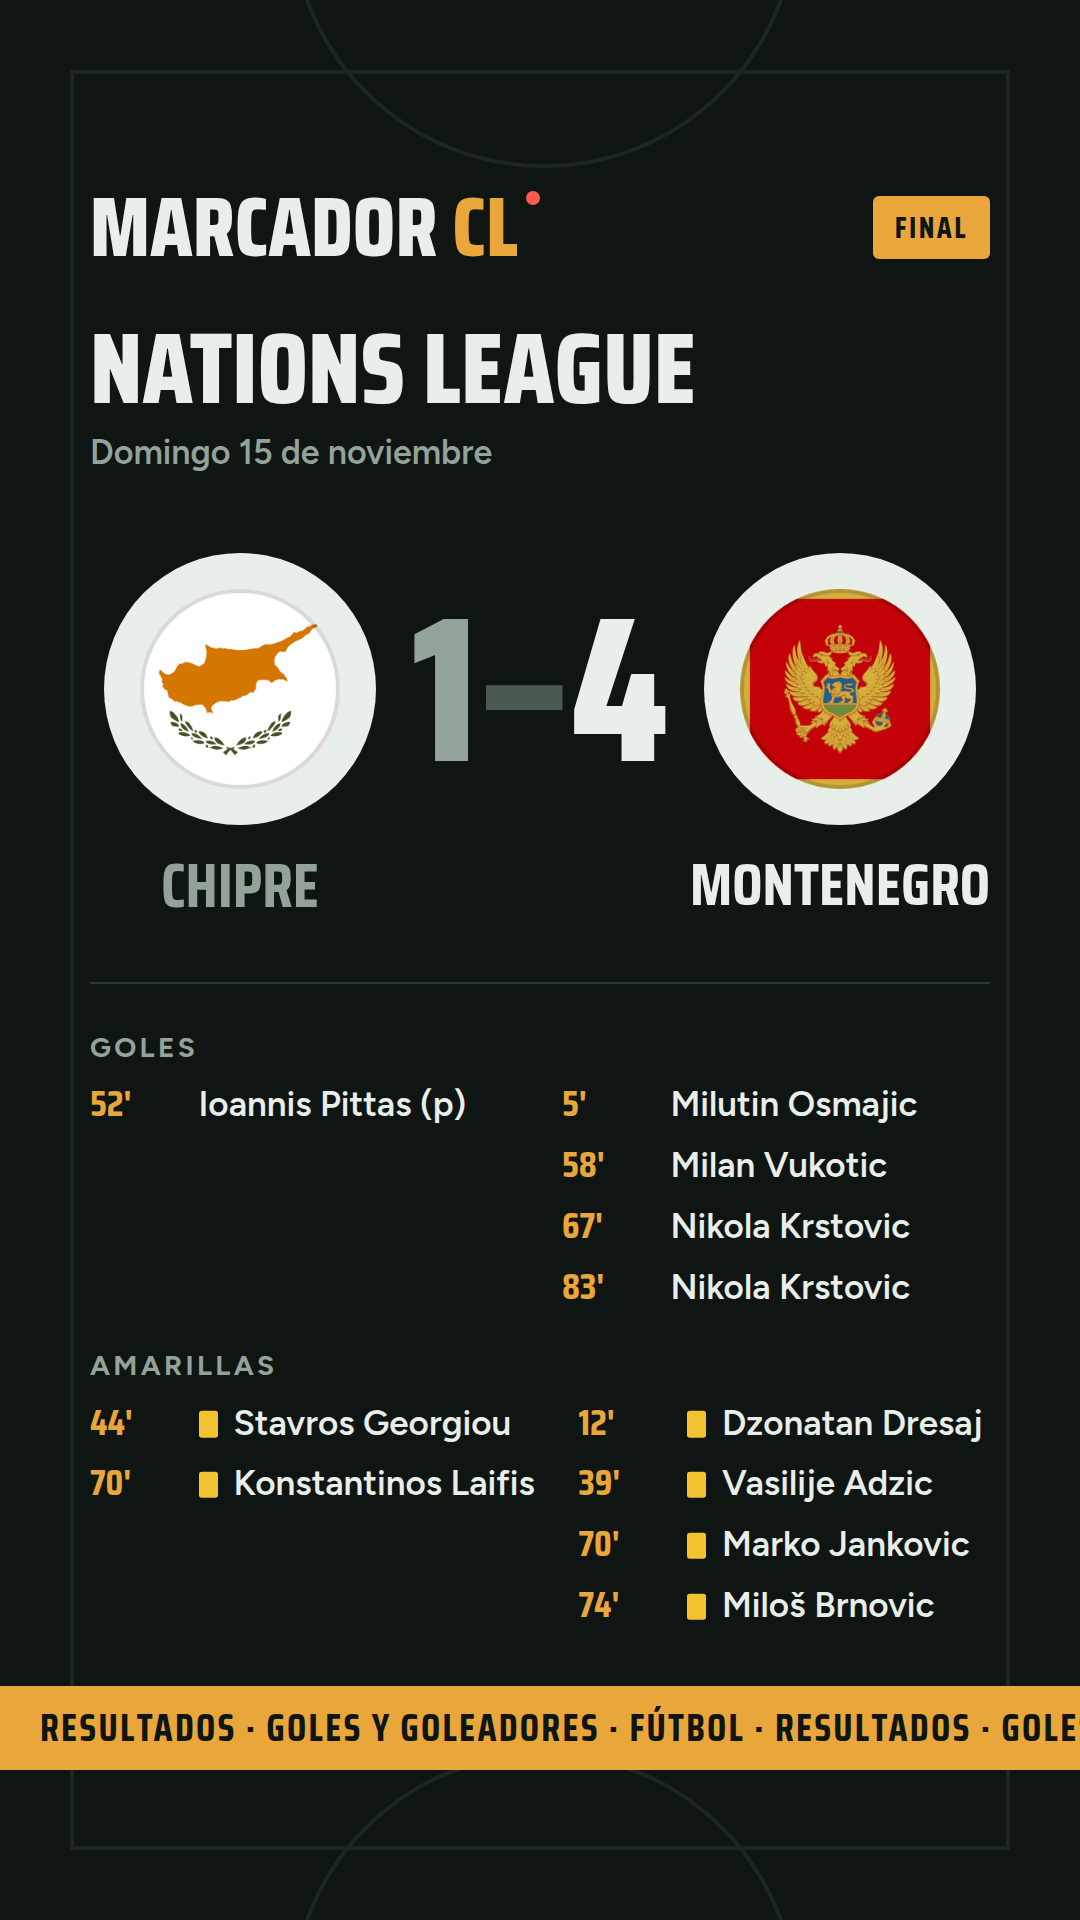 MARCADOR CL
FINAL
NATIONS LEAGUE
Domingo 15 de noviembre
1-4
CHIPRE
MONTENEGRO
GOLES
52' Ioannis Pittas (p)
5' Milutin Osmajic
58' Milan Vukotic
67' Nikola Krstovic
83' Nikola Krstovic
AMARILLAS
44' Stavros Georgiou
70' Konstantinos Laifis
12' Dzonatan Dresaj
39' Vasilije Adzic
70' Marko Jankovic
74' Miloš Brnovic
RESULTADOS · GOLES Y GOLEADORES · FÚTBOL · RESULTADOS · GOLES